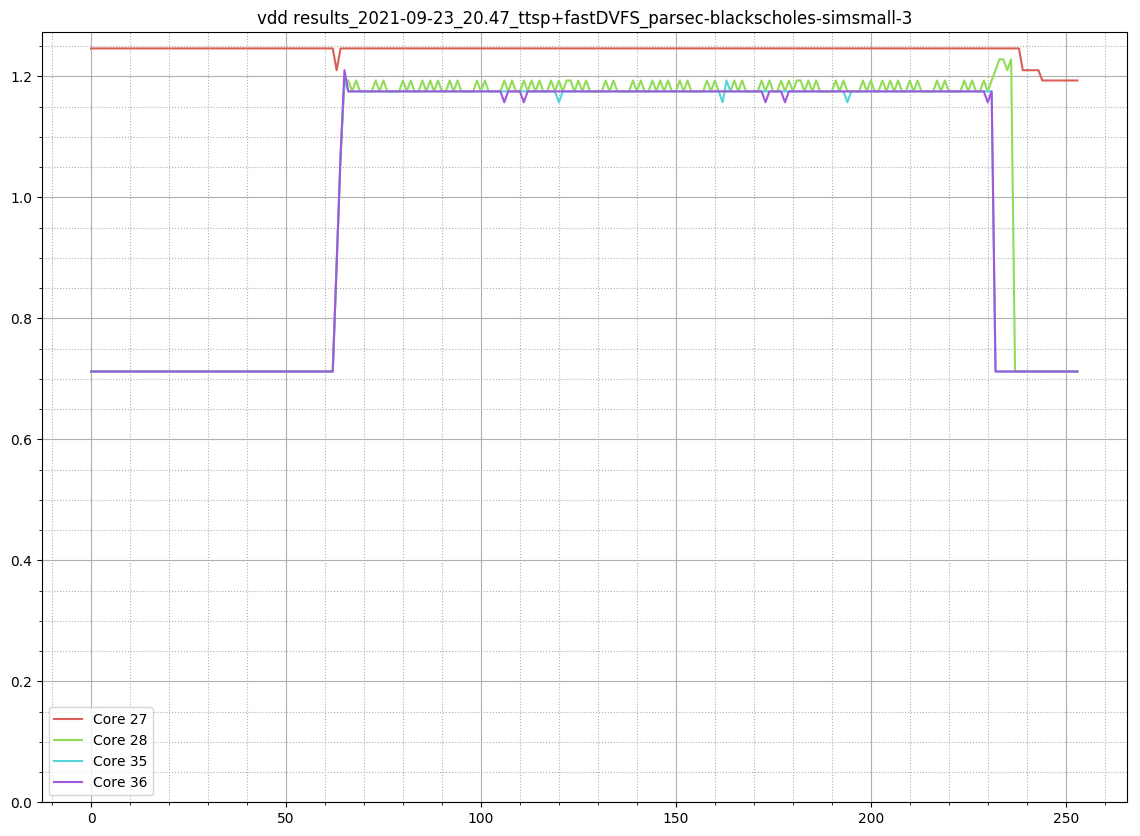 vdd results_2021-09-23_20.47_ttsp+fastDVFS_parsec-blackscholes-simsmall-3
1.2
1.0
0.8
0.6
0.4
0.2
0.0
Core 27
Core 28
Core 35
Core 36
0 50 100 150 200 250